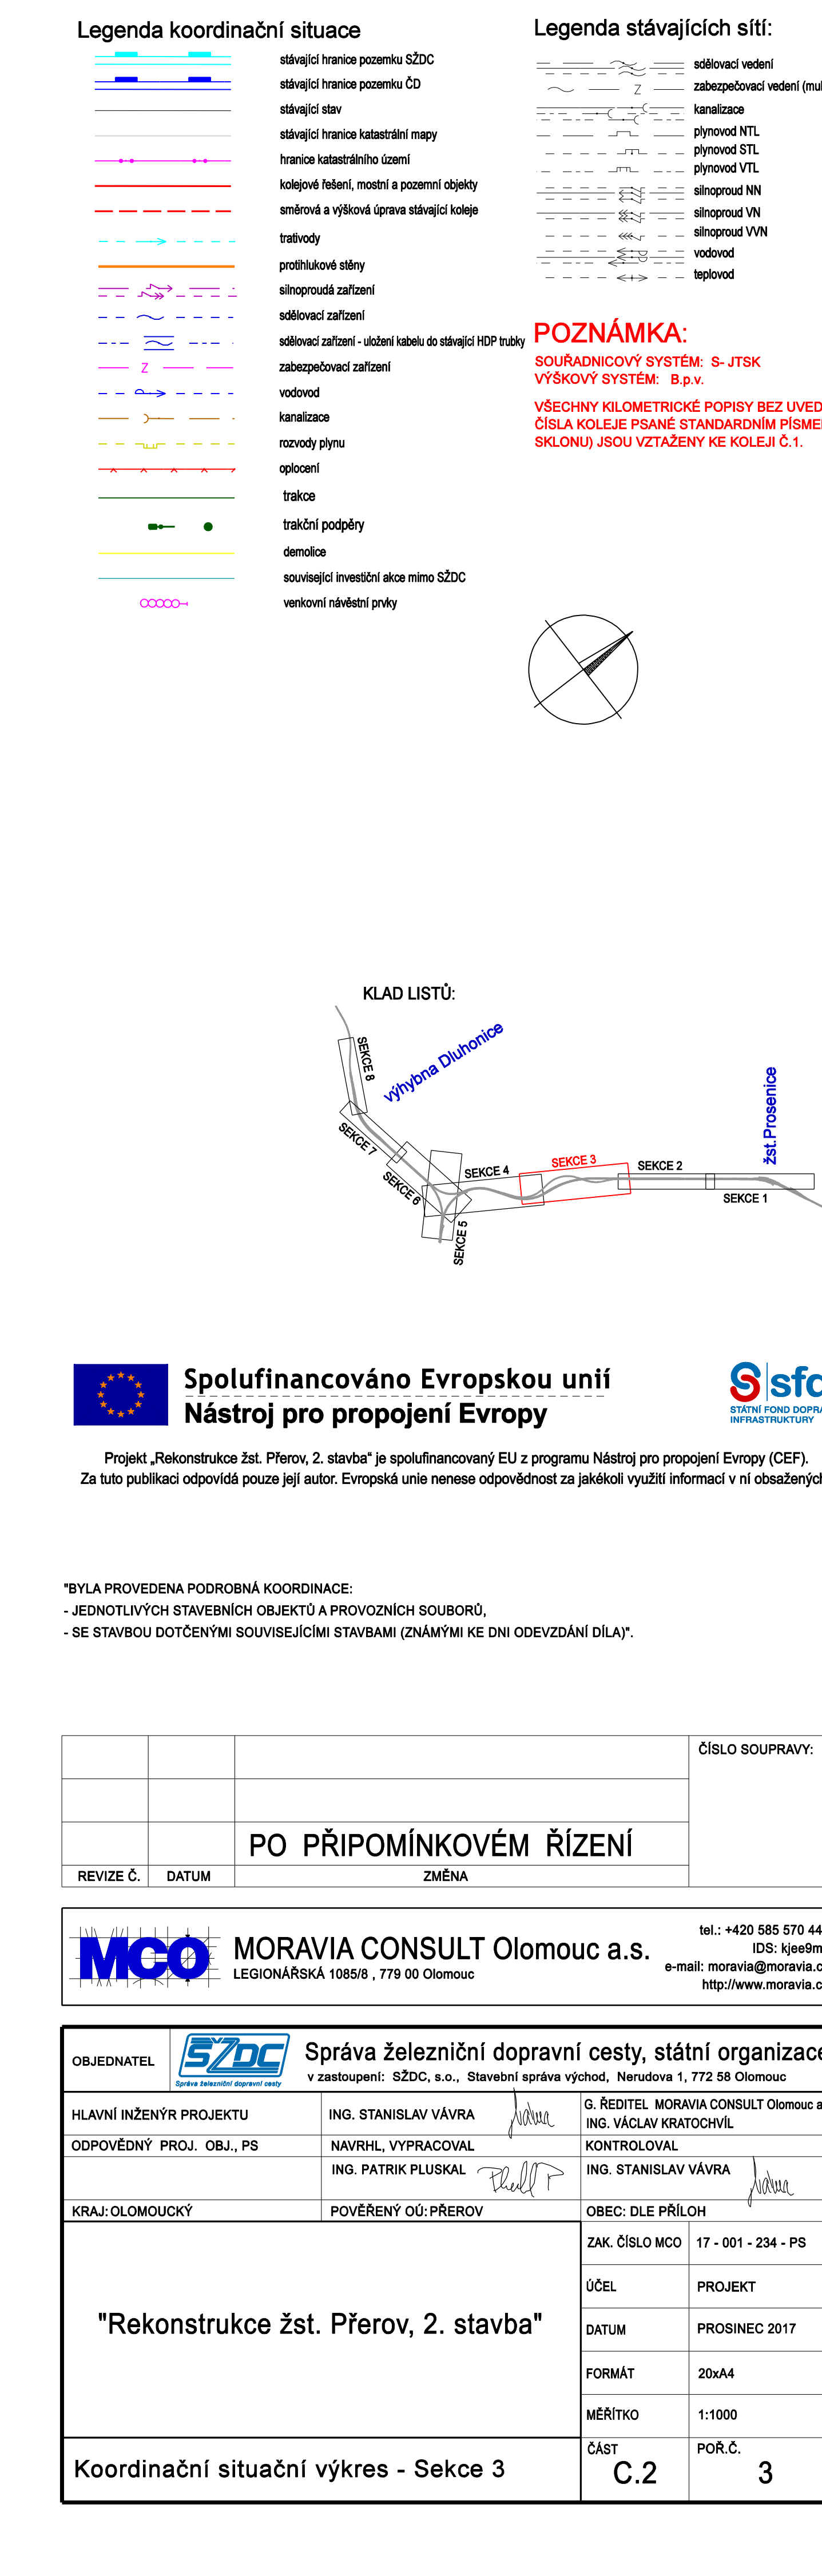 Legenda koordinační situace
stávající hranice pozemku SŽDC
stávající hranice pozemku ČD
stávající stav
stávající hranice katastrální mapy
hranice katastrálního území
kolejové řešení, mostní a pozemní objekty
směrová a výšková úprava stávající koleje
trativody
protihlukové stěny
silnoproudá zařízení
sdělovací zařízení
sdělovací zařízení - uložení kabelu do stávající HDP trubky
Z
zabezpečovací zařízení
vodovod
kanalizace
rozvody plynu
oplocení
trakce
trakční podpěry
demolice
související investiční akce mimo SŽDC
venkovní návěstní prvky
Legenda stávajících sítí:
sdělovací vedení
Z
zabezpečovací vedení (mul
kanalizace
plynovod NTL
plynovod STL
plynovod VTL
silnoproud NN
silnoproud VN
silnoproud VVN
vodovod
teplovod
POZNÁMKA:
SOUŘADNICOVÝ SYSTÉM: S- JTSK
VÝŠKOVÝ SYSTÉM: B.p.v.
VŠECHNY KILOMETRICKÉ POPISY BEZ UVED
ČÍSLA KOLEJE PSANÉ STANDARDNÍM PÍSME
SKLONU) JSOU VZTAŽENY KE KOLEJI Č.1.
KLAD LISTŮ:
SEKCE 8
výhybna Dluhonice
SEKCE 7
SEKCE 6
SEKCE 5
SEKCE 4
SEKCE 3
SEKCE 2
SEKCE 1
žst.Prosenice
Spolufinancováno Evropskou unií
Nástroj pro propojení Evropy
sfd
STÁTNÍ FOND DOPRA
INFRASTRUKTURY
Projekt „Rekonstrukce žst. Přerov, 2. stavba“ je spolufinancovaný EU z programu Nástroj pro propojení Evropy (CEF).
Za tuto publikaci odpovídá pouze její autor. Evropská unie nenese odpovědnost za jakékoli využití informací v ní obsažených
"BYLA PROVEDENA PODROBNÁ KOORDINACE:
- JEDNOTLIVÝCH STAVEBNÍCH OBJEKTŮ A PROVOZNÍCH SOUBORŮ,
- SE STAVBOU DOTČENÝMI SOUVISEJÍCÍMI STAVBAMI (ZNÁMÝMI KE DNI ODEVZDÁNÍ DÍLA)".
ČÍSLO SOUPRAVY:
PO PŘIPOMÍNKOVÉM ŘÍZENÍ
REVIZE Č. DATUM ZMĚNA
MCO
MORAVIA CONSULT Olomouc a.s.
LEGIONÁŘSKÁ 1085/8 , 779 00 Olomouc
tel.: +420 585 570 44
IDS: kjee9m
e-mail: moravia@moravia.c
http://www.moravia.c
OBJEDNATEL
SŽDC
Správa železniční dopravní cesty
Správa železniční dopravní cesty, státní organizace
v zastoupení: SŽDC, s.o., Stavební správa východ, Nerudova 1, 772 58 Olomouc
HLAVNÍ INŽENÝR PROJEKTU
ING. STANISLAV VÁVRA
G. ŘEDITEL MORAVIA CONSULT Olomouc a
ING. VÁCLAV KRATOCHVÍL
ODPOVĚDNÝ PROJ. OBJ., PS
NAVRHL, VYPRACOVAL
KONTROLOVAL
ING. PATRIK PLUSKAL
ING. STANISLAV VÁVRA
KRAJ: OLOMOUCKÝ
POVĚŘENÝ OÚ: PŘEROV
OBEC: DLE PŘÍLOH
"Rekonstrukce žst. Přerov, 2. stavba"
ZAK. ČÍSLO MCO 17 - 001 - 234 - PS
ÚČEL PROJEKT
DATUM PROSINEC 2017
FORMÁT 20xA4
MĚŘÍTKO 1:1000
Koordinační situační výkres - Sekce 3
ČÁST
C.2
POŘ.Č.
3